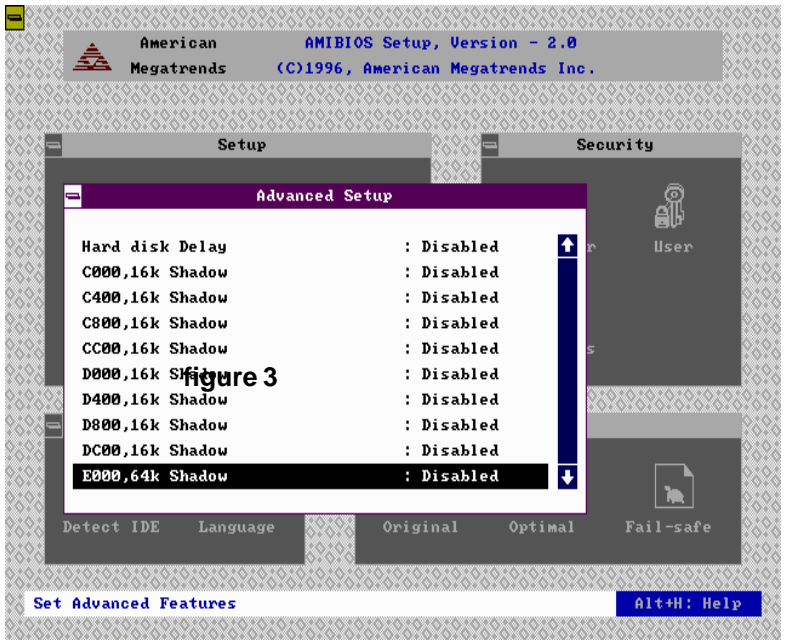 American AMIBIOS Setup, Version - 2.0
Megatrends (C)1996, American Megatrends Inc.
Setup
Security
Advanced Setup
Hard disk Delay : Disabled
r User
C000,16k Shadow : Disabled
C400,16k Shadow : Disabled
C800,16k Shadow : Disabled
CC00,16k Shadow : Disabled
s
D000,16k Shadow : Disabled
figure 3
D400,16k Shadow : Disabled
D800,16k Shadow : Disabled
DC00,16k Shadow : Disabled
E000,64k Shadow : Disabled
Detect IDE Language Original Optimal Fail-safe
Set Advanced Features Alt+H: Help